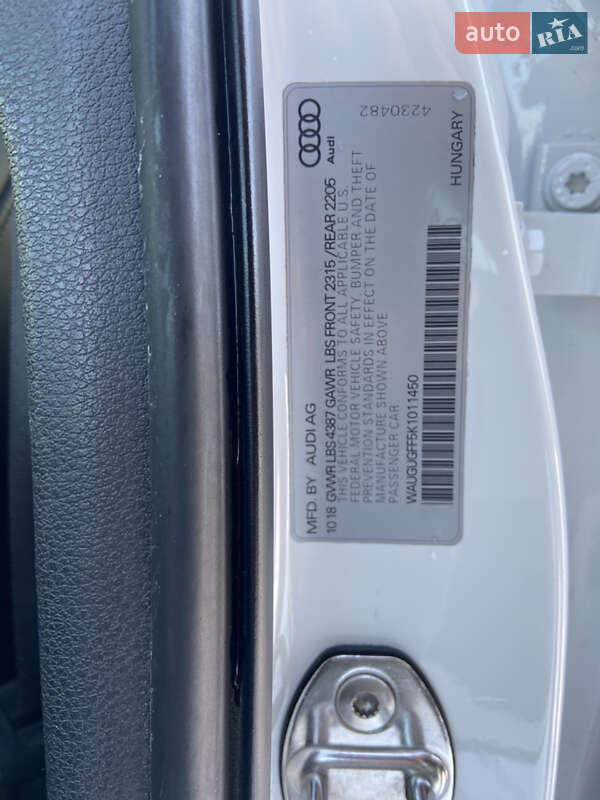 auto RIA .com
4230482
Audi
MFD. BY AUDI AG
1018 GVWR LBS 4387 GAWR LBS FRONT 2315/REAR 2205
THIS VEHICLE CONFORMS TO ALL APPLICABLE U.S.
FEDERAL MOTOR VEHICLE SAFETY, BUMPER AND THEFT
PREVENTION STANDARDS IN EFFECT ON THE DATE OF
MANUFACTURE SHOWN ABOVE
PASSENGER CAR
WAUGUGFF5K1011450
HUNGARY